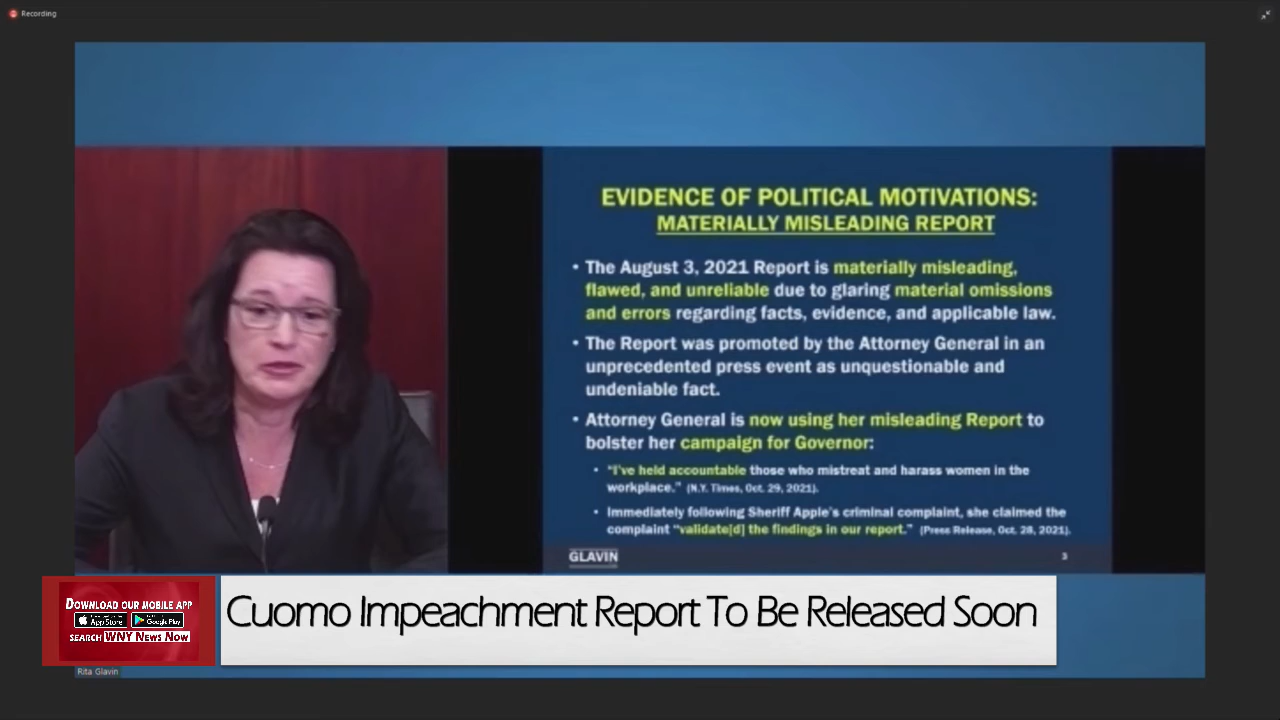 Recording
EVIDENCE OF POLITICAL MOTIVATIONS:
MATERIALLY MISLEADING REPORT
• The August 3, 2021 Report is materially misleading,
flawed, and unreliable due to glaring material omissions
and errors regarding facts, evidence, and applicable law.
• The Report was promoted by the Attorney General in an
unprecedented press event as unquestionable and
undeniable fact.
• Attorney General is now using her misleading Report to
bolster her campaign for Governor:
• "I've held accountable those who mistreat and harass women in the
workplace." (N.Y. Times, Oct. 29, 2021).
• Immediately following Sheriff Apple's criminal complaint, she claimed the
complaint "validate[d] the findings in our report." (Press Release, Oct. 28, 2021).
GLAVIN
3
DOWNLOAD OUR MOBILE APP
App Store
Google Play
SEARCH WNY NEWS NOW
Cuomo Impeachment Report To Be Released Soon
Rita Glavin